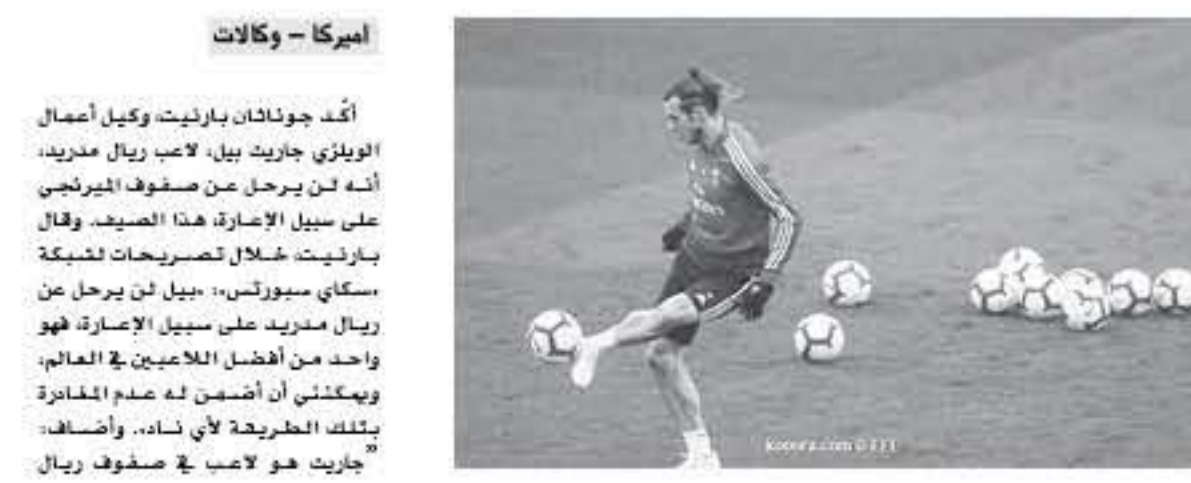 اميركا – وكالات
أكّد جوناثان بارنيت، وكيل أعمال
الويلزي جاريث بيل، لاعب ريال مدريد،
أنه لن يرحل عن صفوف الميرنجي
على سبيل الإعارة، هذا الصيف. وقال
بارنيت، خلال تصريحات لشبكة
«سكاي سبورتس»: «بيل لن يرحل عن
ريال مدريد على سبيل الإعارة، فهو
واحد من أفضل اللاعبين في العالم،
ويمكنني أن أضمن له عدم المغادرة
بتلك الطريقة لأي ناد». وأضاف:
"جاريث هو لاعب في صفوف ريال